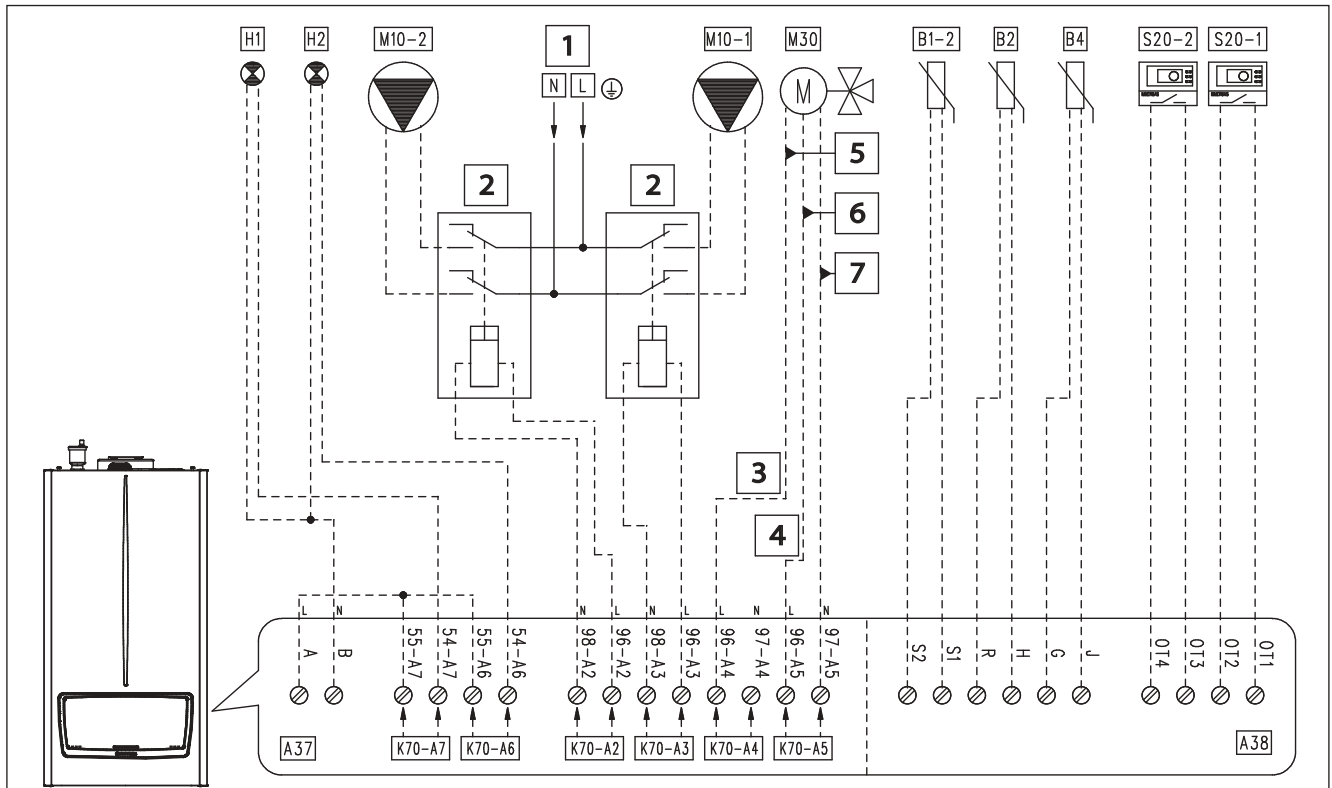 H1 H2 M10-2 1 M10-1 M30 B1-2 B2 B4 S20-2 S20-1
N L
M
5
2 2
6
7
3
4
L N N L N L L N L N
A B 55-A7 54-A7 55-A6 54-A6 98-A2 96-A2 98-A3 96-A3 96-A4 97-A4 96-A5 97-A5 S2 S1 R H G J OT4 OT3 OT2 OT1
A37 K70-A7 K70-A6 K70-A2 K70-A3 K70-A4 K70-A5 A38